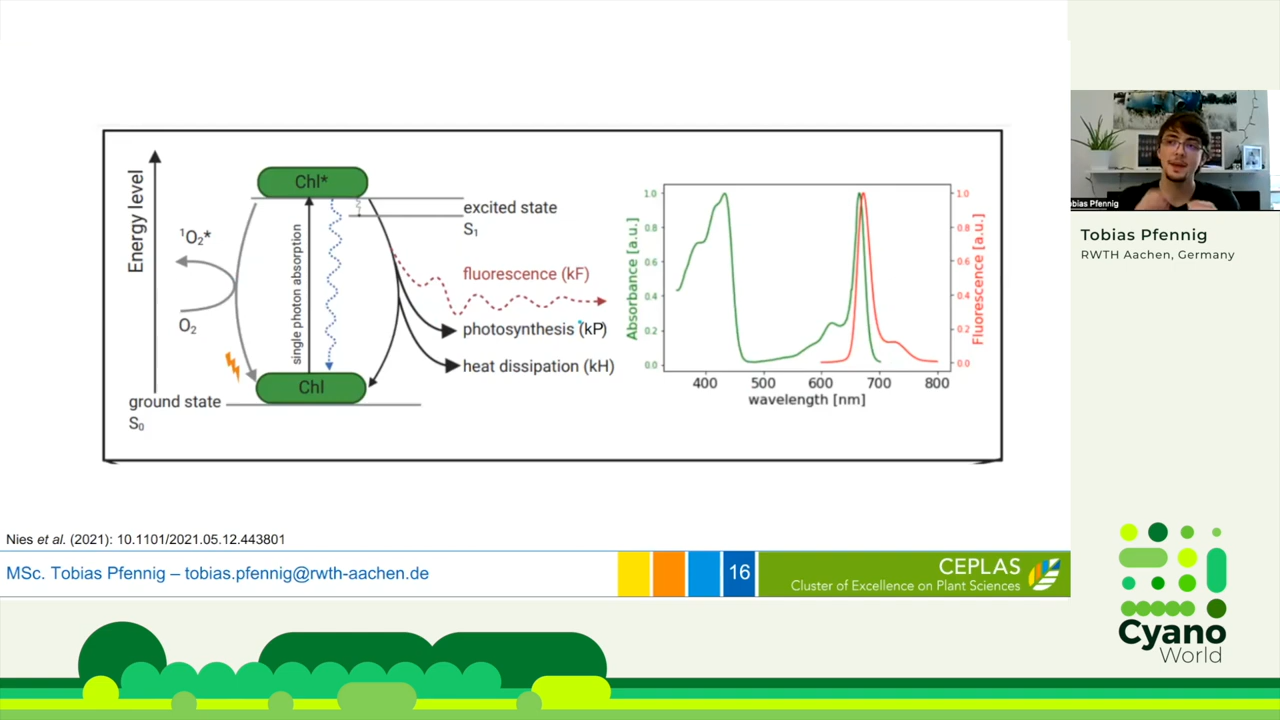 Energy level
Chl*
excited state
S₁
¹O₂*
O₂
single photon absorption
fluorescence (kF)
photosynthesis (kP)
heat dissipation (kH)
Chl
ground state
S₀
Absorbance [a.u.]
1.0
0.8
0.6
0.4
0.2
0.0
400 500 600 700 800
wavelength [nm]
1.0
0.8
0.6
0.4
0.2
0.0
Fluorescence [a.u.]
Tobias Pfennig
Tobias Pfennig
RWTH Aachen, Germany
Nies et al. (2021): 10.1101/2021.05.12.443801
MSc. Tobias Pfennig – tobias.pfennig@rwth-aachen.de
16
CEPLAS
Cluster of Excellence on Plant Sciences
Cyano
World